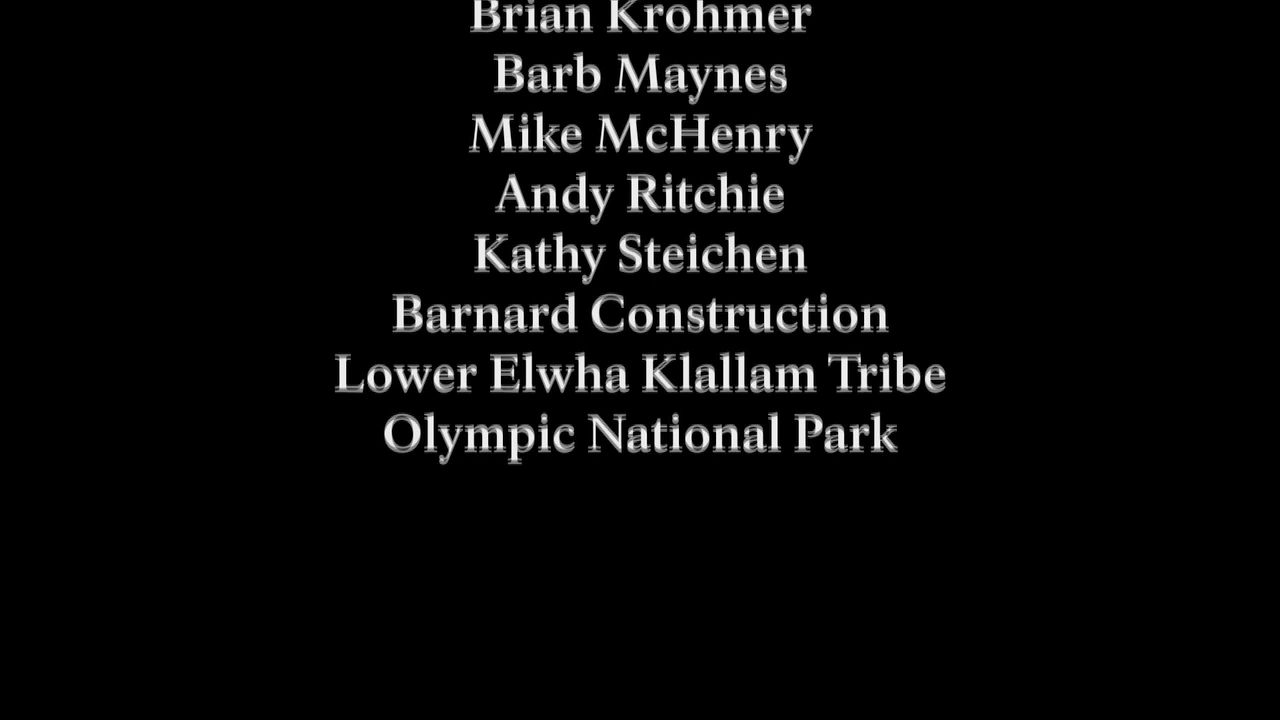 Brian Krohmer
Barb Maynes
Mike McHenry
Andy Ritchie
Kathy Steichen
Barnard Construction
Lower Elwha Klallam Tribe
Olympic National Park